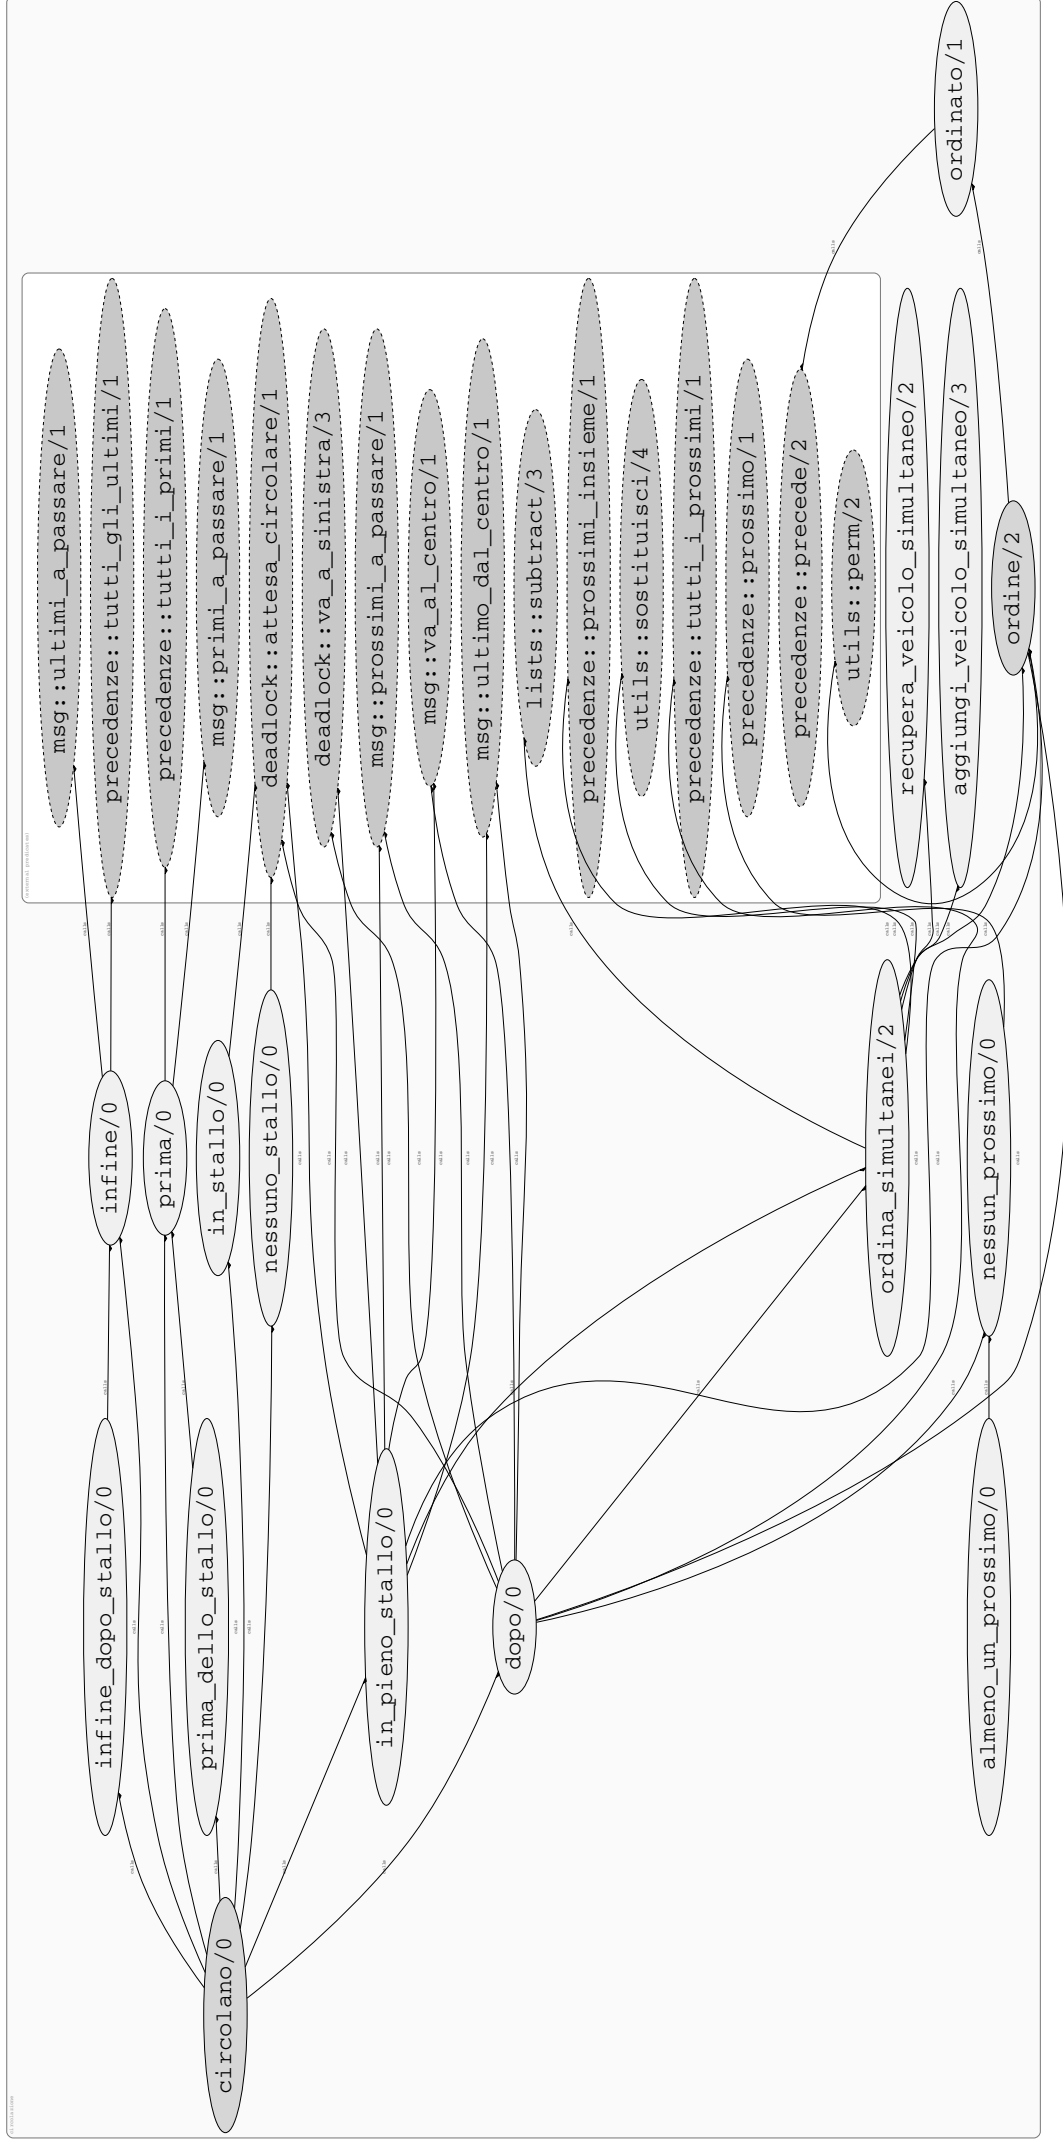 circolano/0
infine_dopo_stallo/0
prima_dello_stallo/0
in_pieno_stallo/0
dopo/0
almeno_un_prossimo/0
infine/0
prima/0
in_stallo/0
nessuno_stallo/0
ordina_simultanei/2
nessun_prossimo/0
msg::ultimi_a_passare/1
precedenze::tutti_gli_ultimi/1
precedenze::tutti_i_primi/1
msg::primi_a_passare/1
deadlock::attesa_circolare/1
deadlock::va_a_sinistra/3
msg::prossimi_a_passare/1
msg::va_al_centro/1
msg::ultimo_dal_centro/1
lists::subtract/3
precedenze::prossimi_insieme/1
utils::sostituisci/4
precedenze::tutti_i_prossimi/1
precedenze::prossimo/1
precedenze::precede/2
utils::perm/2
recupera_veicolo_simultaneo/2
aggiungi_veicolo_simultaneo/3
ordine/2
ordinato/1